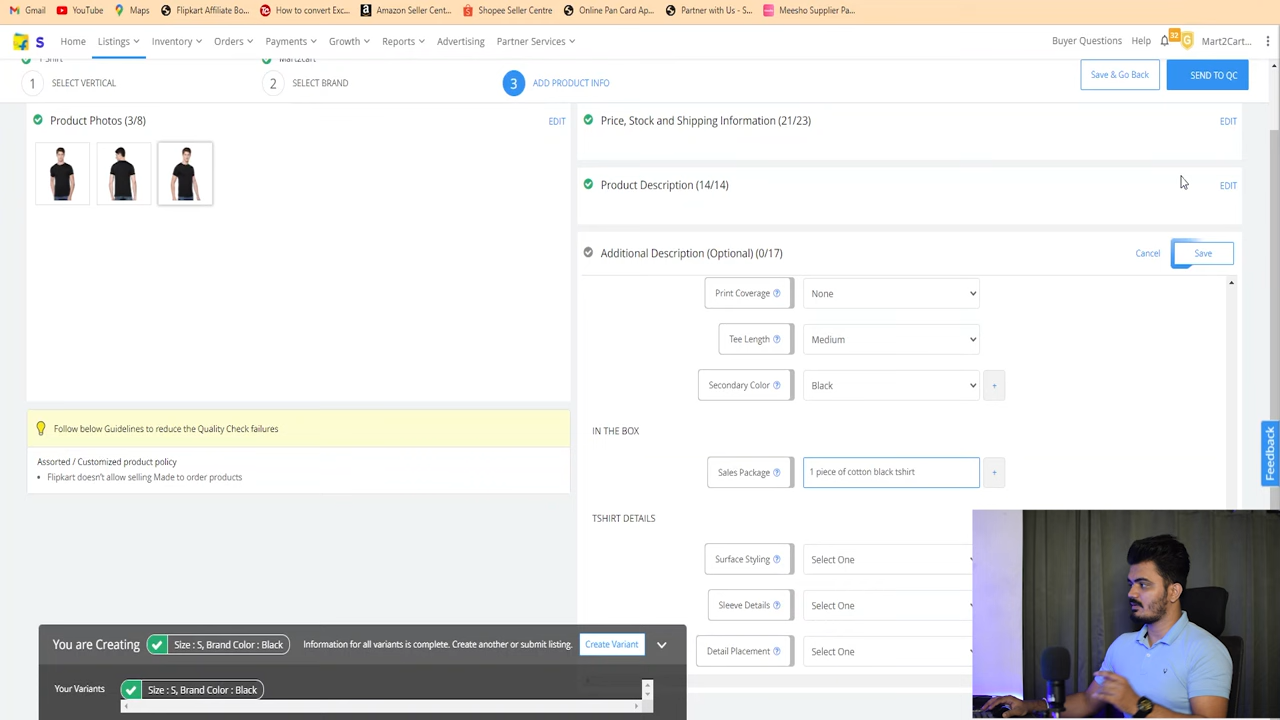 Gmail YouTube Maps Flipkart Affiliate Bo... How to convert Exc... Amazon Seller Cent... Shopee Seller Centre Online Pan Card Ap... Partner with Us - S... Meesho Supplier Pa...
S Home Listings Inventory Orders Payments Growth Reports Advertising Partner Services Buyer Questions Help 32 G Mart2Cart...
T Shirt Mart2cart
1 SELECT VERTICAL 2 SELECT BRAND 3 ADD PRODUCT INFO Save & Go Back SEND TO QC
Product Photos (3/8) EDIT
Price, Stock and Shipping Information (21/23) EDIT
Product Description (14/14) EDIT
Additional Description (Optional) (0/17) Cancel Save
Print Coverage ? None
Tee Length ? Medium
Secondary Color ? Black +
IN THE BOX
Sales Package ? 1 piece of cotton black tshirt +
TSHIRT DETAILS
Surface Styling ? Select One
Sleeve Details ? Select One
Detail Placement ? Select One
Follow below Guidelines to reduce the Quality Check failures
Assorted / Customized product policy
• Flipkart doesn't allow selling Made to order products
Feedback
You are Creating Size : S, Brand Color : Black Information for all variants is complete. Create another or submit listing. Create Variant
Your Variants Size : S, Brand Color : Black